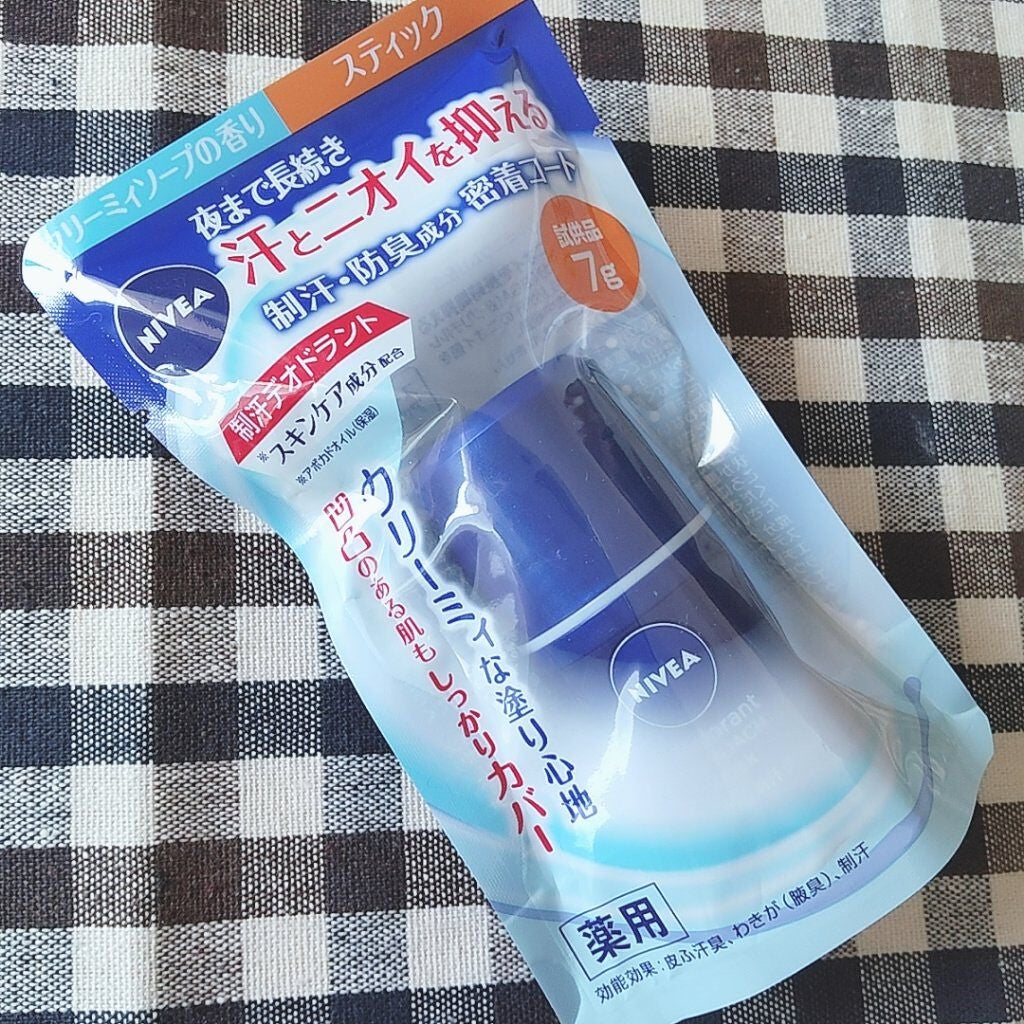 クリーミィソープの香り
スティック
夜まで長続き
汗とニオイを抑える
制汗・防臭成分 密着コート
NIVEA
試供品
7g
制汗デオドラント
※スキンケア成分配合
※アボカドオイル(保湿)
クリーミィな塗り心地
凹凸のある肌もしっかりカバー
NIVEA
薬用
効能効果:皮ふ汗臭、わきが(腋臭)、制汗